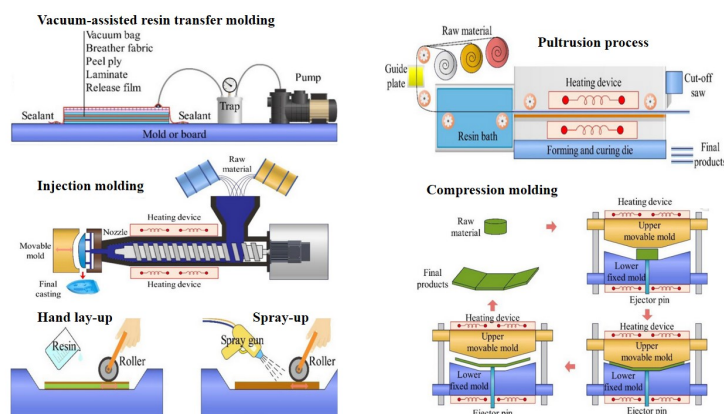 Vacuum-assisted resin transfer molding
Vacuum bag
Breather fabric
Peel ply
Laminate
Release film
Sealant
Sealant
Trap
Pump
Mold or board
Pultrusion process
Raw material
Guide
plate
Heating device
Cut-off
saw
Resin bath
Forming and curing die
Final
products
Injection molding
Raw
material
Heating device
Nozzle
Movable
mold
Final
casting
Heating device
Compression molding
Raw
material
Heating device
Upper
movable mold
Lower
fixed mold
Ejector pin
Final
products
Heating device
Upper
movable mold
Lower
fixed mold
Ejector pin
Heating device
Upper
movable mold
Lower
fixed mold
Ejector pin
Hand lay-up
Resin
Roller
Spray-up
Spray gun
Roller